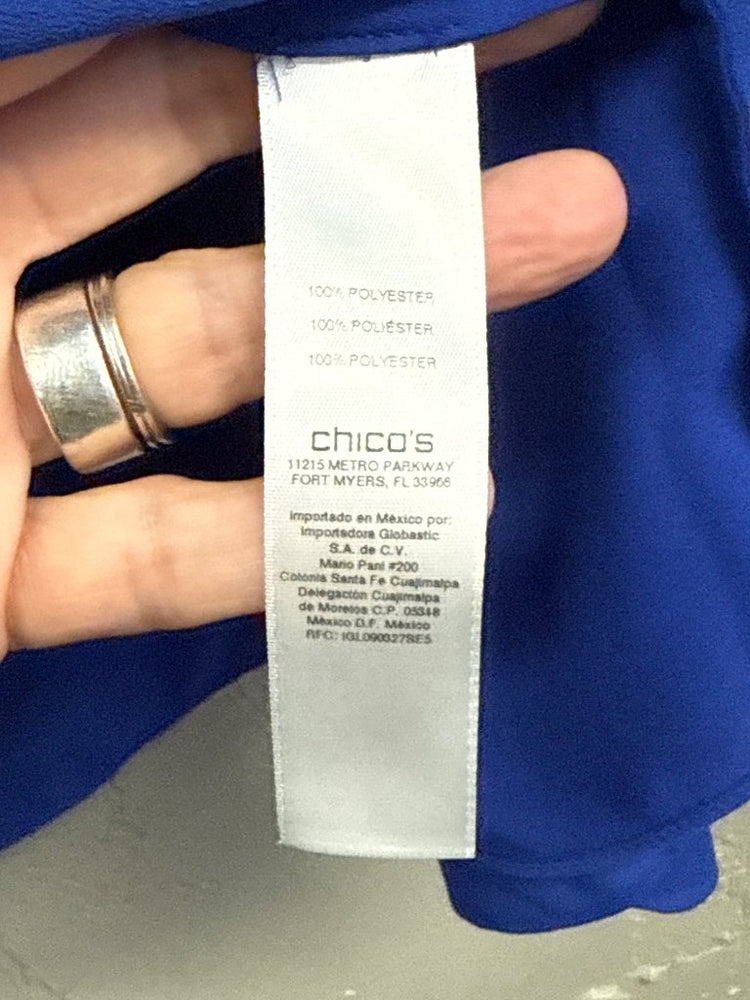 100% POLYESTER
100% POLIÉSTER
100% POLYESTER
chico's
11215 METRO PARKWAY
FORT MYERS, FL 33966
Importado en México por:
Importadora Globastic
S.A. de C.V.
Mario Pani #200
Colonia Santa Fe Cuajimalpa
Delegación Cuajimalpa
de Morelos C.P. 05348
México D.F. México
RFC: IGL090327SE5